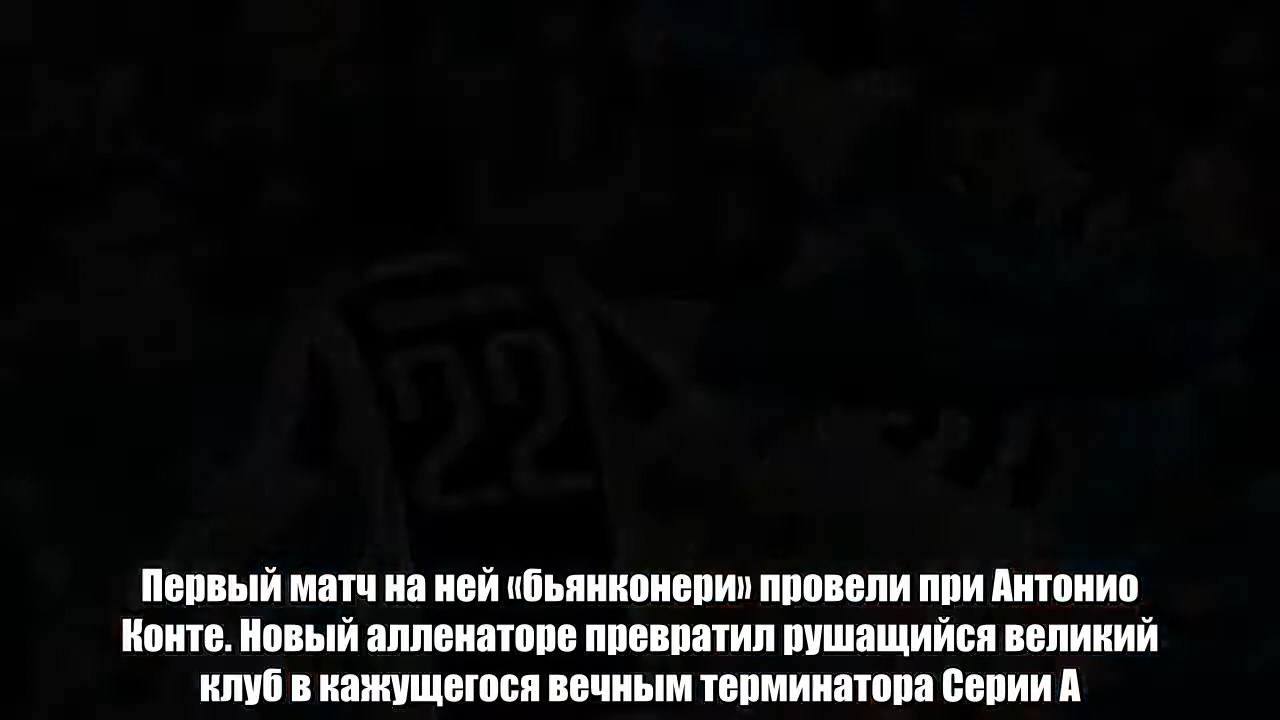 22
Первый матч на ней «бьянконери» провели при Антонио
Конте. Новый алленаторе превратил рушащийся великий
клуб в кажущегося вечным терминатора Серии А